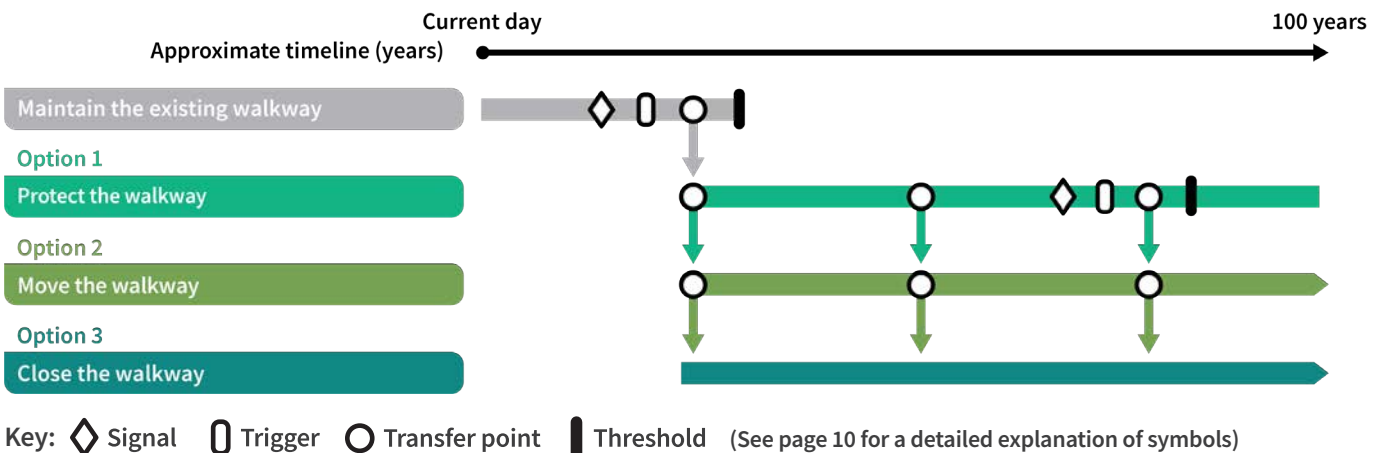 Current day
100 years
Approximate timeline (years)
Maintain the existing walkway
Option 1
Protect the walkway
Option 2
Move the walkway
Option 3
Close the walkway
Key: Signal Trigger Transfer point Threshold (See page 10 for a detailed explanation of symbols)